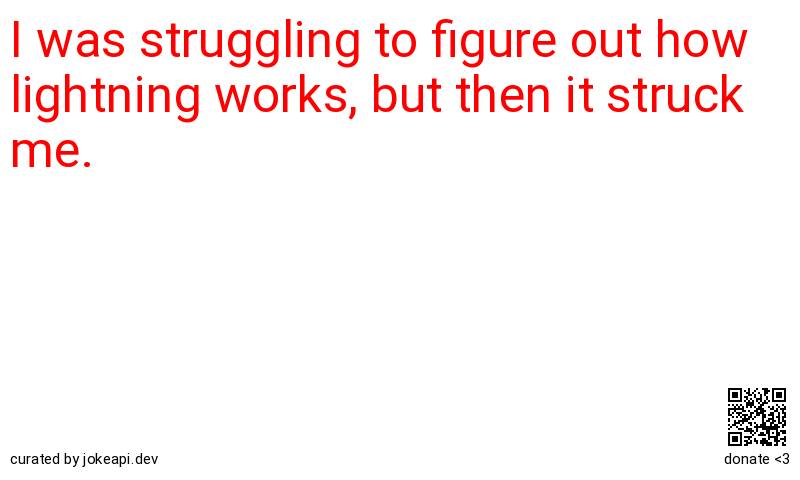 I was struggling to figure out how
lightning works, but then it struck
me.
curated by jokeapi.dev
donate <3